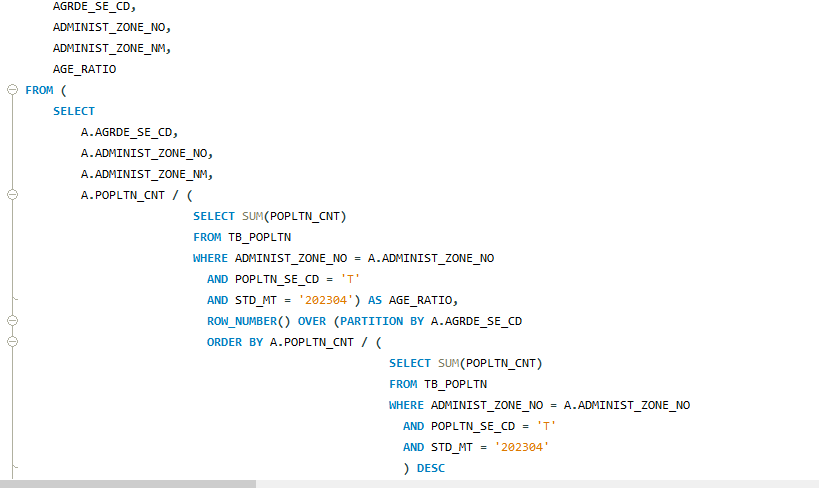 AGRDE_SE_CD,
ADMINIST_ZONE_NO,
ADMINIST_ZONE_NM,
AGE_RATIO
FROM (
SELECT
A.AGRDE_SE_CD,
A.ADMINIST_ZONE_NO,
A.ADMINIST_ZONE_NM,
A.POPLTN_CNT / (
SELECT SUM(POPLTN_CNT)
FROM TB_POPLTN
WHERE ADMINIST_ZONE_NO = A.ADMINIST_ZONE_NO
AND POPLTN_SE_CD = 'T'
AND STD_MT = '202304') AS AGE_RATIO,
ROW_NUMBER() OVER (PARTITION BY A.AGRDE_SE_CD
ORDER BY A.POPLTN_CNT / (
SELECT SUM(POPLTN_CNT)
FROM TB_POPLTN
WHERE ADMINIST_ZONE_NO = A.ADMINIST_ZONE_NO
AND POPLTN_SE_CD = 'T'
AND STD_MT = '202304'
) DESC